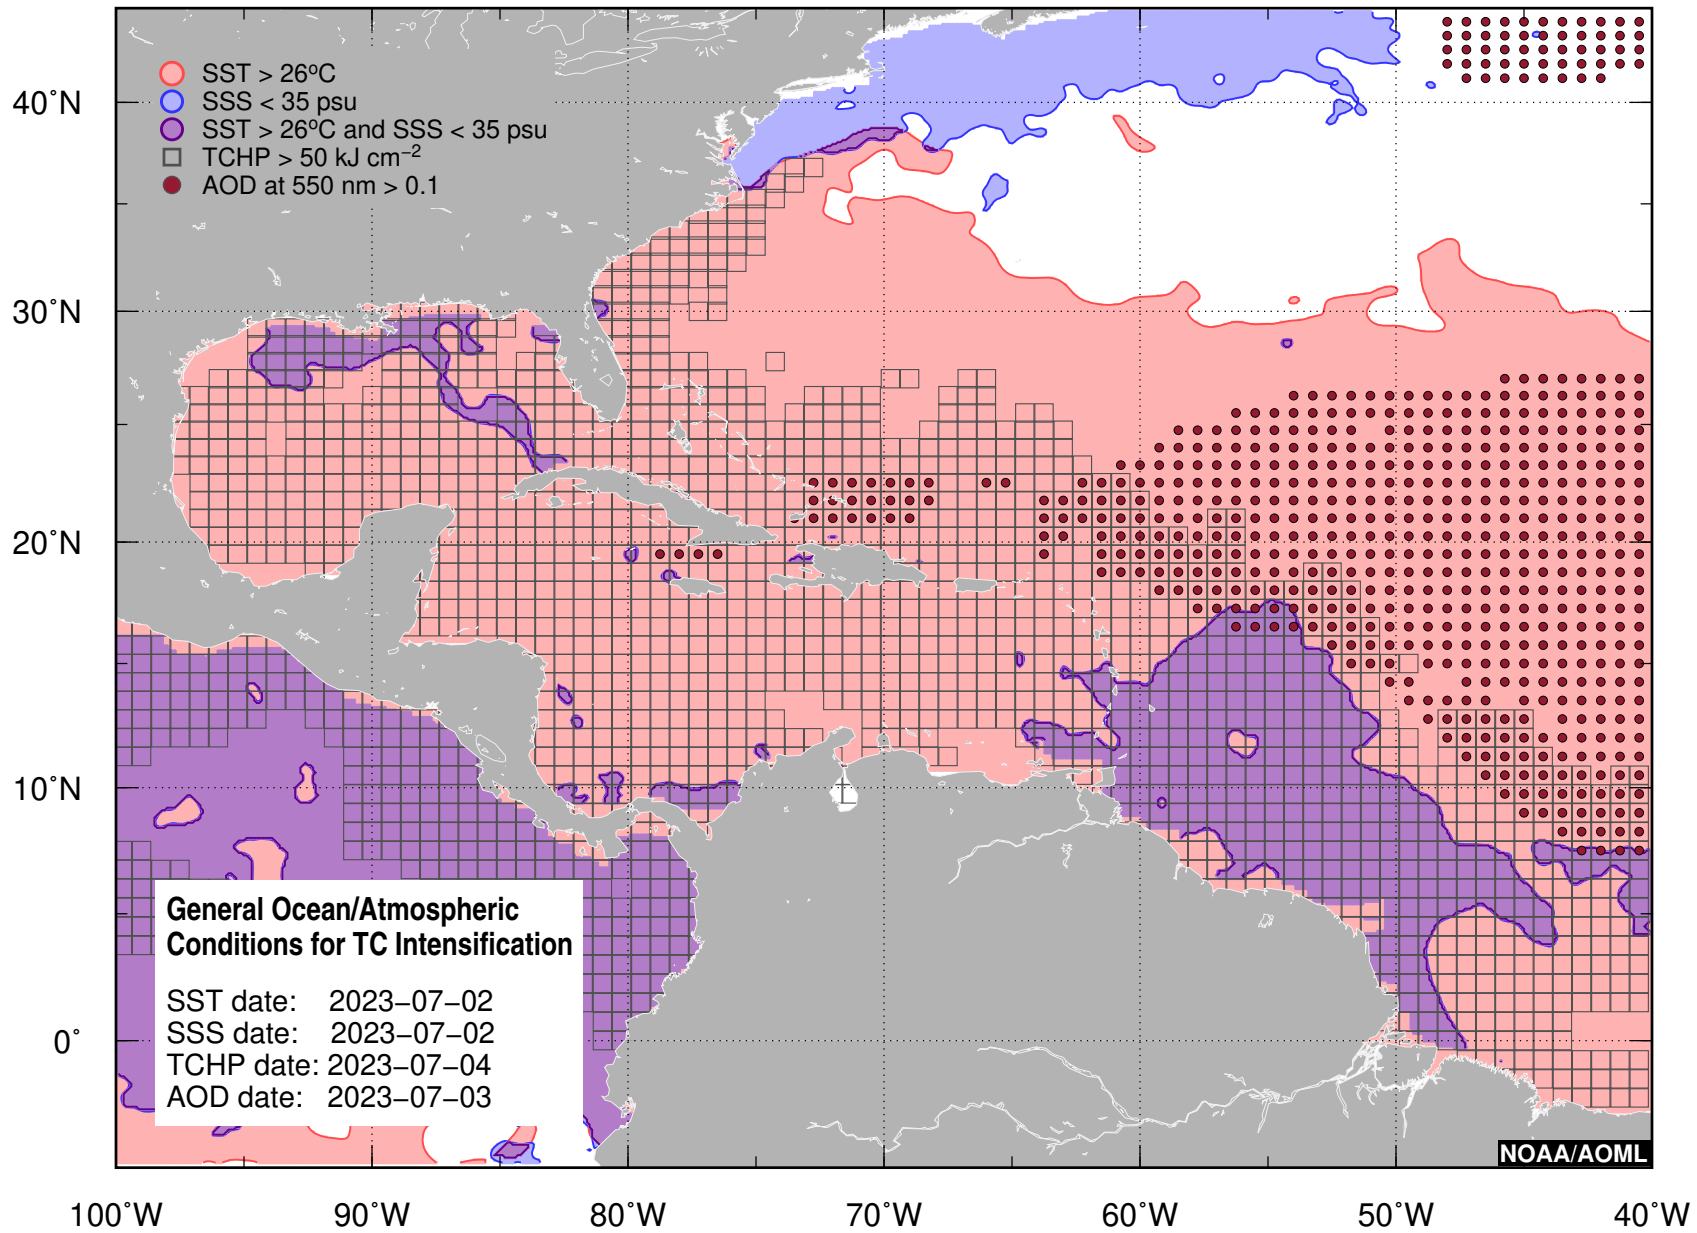 SST > 26°C
SSS < 35 psu
SST > 26°C and SSS < 35 psu
TCHP > 50 kJ cm⁻²
AOD at 550 nm > 0.1
40°N
30°N
20°N
10°N
0°
General Ocean/Atmospheric
Conditions for TC Intensification
SST date: 2023-07-02
SSS date: 2023-07-02
TCHP date: 2023-07-04
AOD date: 2023-07-03
NOAA/AOML
100°W 90°W 80°W 70°W 60°W 50°W 40°W